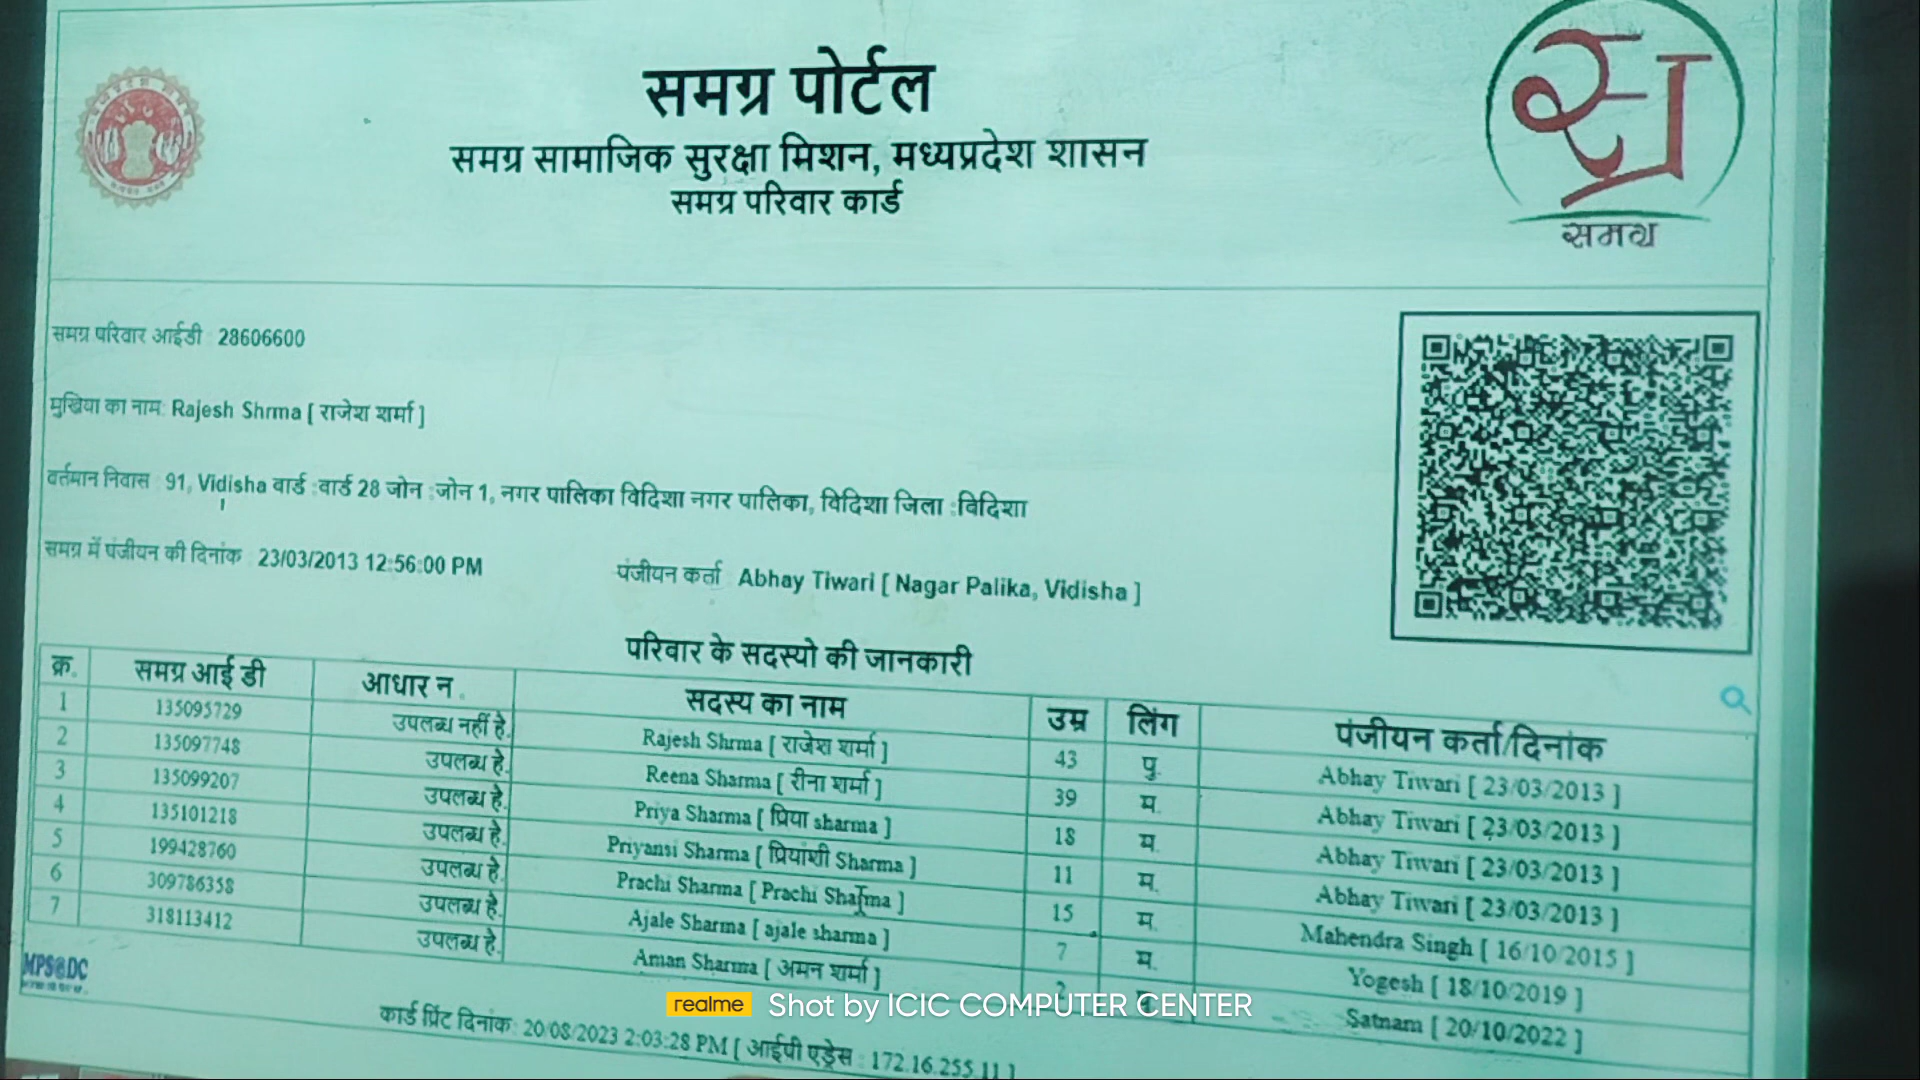 समग्र पोर्टल
समग्र सामाजिक सुरक्षा मिशन, मध्यप्रदेश शासन
समग्र परिवार कार्ड
समग्र
समग्र परिवार आईडी : 28606600
मुखिया का नाम: Rajesh Shrma [ राजेश शर्मा ]
वर्तमान निवास : 91, Vidisha वार्ड :वार्ड 28 जोन :जोन 1, नगर पालिका विदिशा नगर पालिका, विदिशा जिला :विदिशा
समग्र में पंजीयन की दिनांक : 23/03/2013 12:56:00 PM पंजीयन कर्ता : Abhay Tiwari [ Nagar Palika, Vidisha ]
परिवार के सदस्यो की जानकारी
क्र. समग्र आई डी आधार न . सदस्य का नाम उम्र लिंग पंजीयन कर्ता/दिनांक
1 135095729 उपलब्ध नहीं है. Rajesh Shrma [ राजेश शर्मा ] 43 पु. Abhay Tiwari [ 23/03/2013 ]
2 135097748 उपलब्ध है. Reena Sharma [ रीना शर्मा ] 39 म. Abhay Tiwari [ 23/03/2013 ]
3 135099207 उपलब्ध है. Priya Sharma [ प्रिया sharma ] 18 म. Abhay Tiwari [ 23/03/2013 ]
4 135101218 उपलब्ध है. Priyansi Sharma [ प्रियांशी Sharma ] 11 म. Abhay Tiwari [ 23/03/2013 ]
5 199428760 उपलब्ध है. Prachi Sharma [ Prachi Sharma ] 15 म. Mahendra Singh [ 16/10/2015 ]
6 309786358 उपलब्ध है. Ajale Sharma [ ajale sharma ] 7 म. Yogesh [ 18/10/2019 ]
7 318113412 उपलब्ध है. Aman Sharma [ अमन शर्मा ] Satnam [ 20/10/2022 ]
MPSeDC
कार्ड प्रिंट दिनांक: 20/08/2023 2:03:28 PM [ आईपी एड्रेस : 172.16.255.11 ]
realme Shot by ICIC COMPUTER CENTER